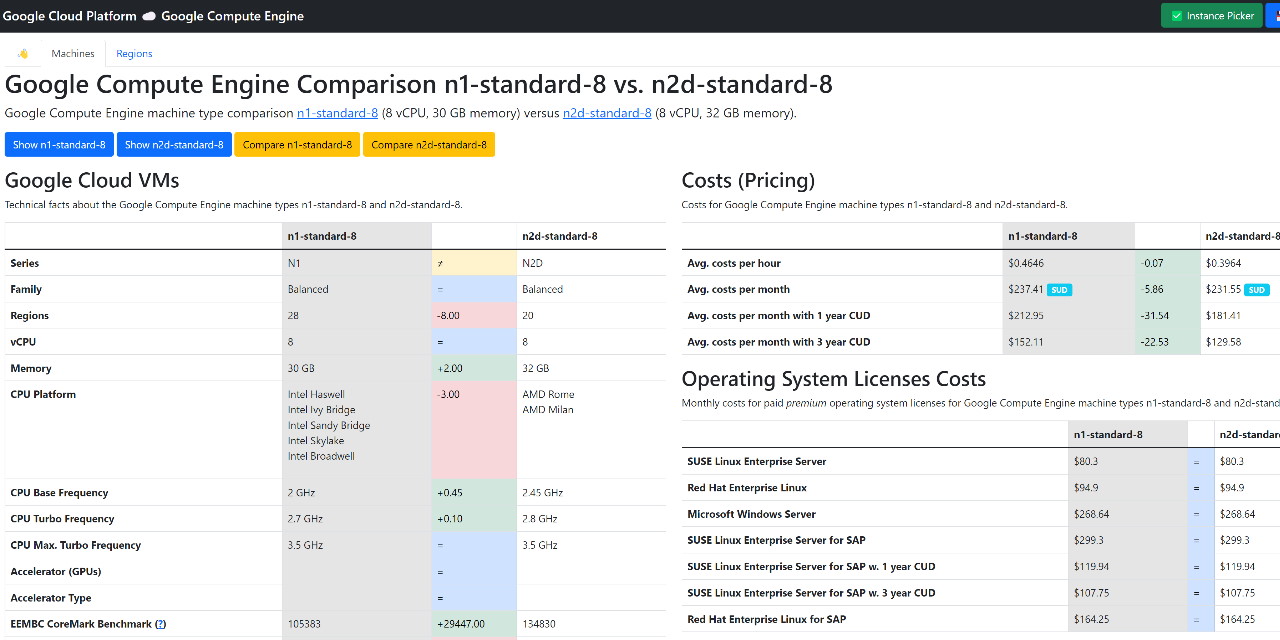 Google Cloud Platform ☁️ Google Compute Engine
✅ Instance Picker
👋 Machines Regions
Google Compute Engine Comparison n1-standard-8 vs. n2d-standard-8
Google Compute Engine machine type comparison n1-standard-8 (8 vCPU, 30 GB memory) versus n2d-standard-8 (8 vCPU, 32 GB memory).
Show n1-standard-8 Show n2d-standard-8 Compare n1-standard-8 Compare n2d-standard-8
Google Cloud VMs
Technical facts about the Google Compute Engine machine types n1-standard-8 and n2d-standard-8.
n1-standard-8 n2d-standard-8
Series N1 ≠ N2D
Family Balanced = Balanced
Regions 28 -8.00 20
vCPU 8 = 8
Memory 30 GB +2.00 32 GB
CPU Platform Intel Haswell -3.00 AMD Rome
Intel Ivy Bridge AMD Milan
Intel Sandy Bridge
Intel Skylake
Intel Broadwell
CPU Base Frequency 2 GHz +0.45 2.45 GHz
CPU Turbo Frequency 2.7 GHz +0.10 2.8 GHz
CPU Max. Turbo Frequency 3.5 GHz = 3.5 GHz
Accelerator (GPUs) =
Accelerator Type =
EEMBC CoreMark Benchmark (?) 105383 +29447.00 134830
Costs (Pricing)
Costs for Google Compute Engine machine types n1-standard-8 and n2d-standard-8.
n1-standard-8 n2d-standard-8
Avg. costs per hour $0.4646 -0.07 $0.3964
Avg. costs per month $237.41 SUD -5.86 $231.55 SUD
Avg. costs per month with 1 year CUD $212.95 -31.54 $181.41
Avg. costs per month with 3 year CUD $152.11 -22.53 $129.58
Operating System Licenses Costs
Monthly costs for paid premium operating system licenses for Google Compute Engine machine types n1-standard-8 and n2d-stand
n1-standard-8 n2d-standar
SUSE Linux Enterprise Server $80.3 = $80.3
Red Hat Enterprise Linux $94.9 = $94.9
Microsoft Windows Server $268.64 = $268.64
SUSE Linux Enterprise Server for SAP $299.3 = $299.3
SUSE Linux Enterprise Server for SAP w. 1 year CUD $119.94 = $119.94
SUSE Linux Enterprise Server for SAP w. 3 year CUD $107.75 = $107.75
Red Hat Enterprise Linux for SAP $164.25 = $164.25